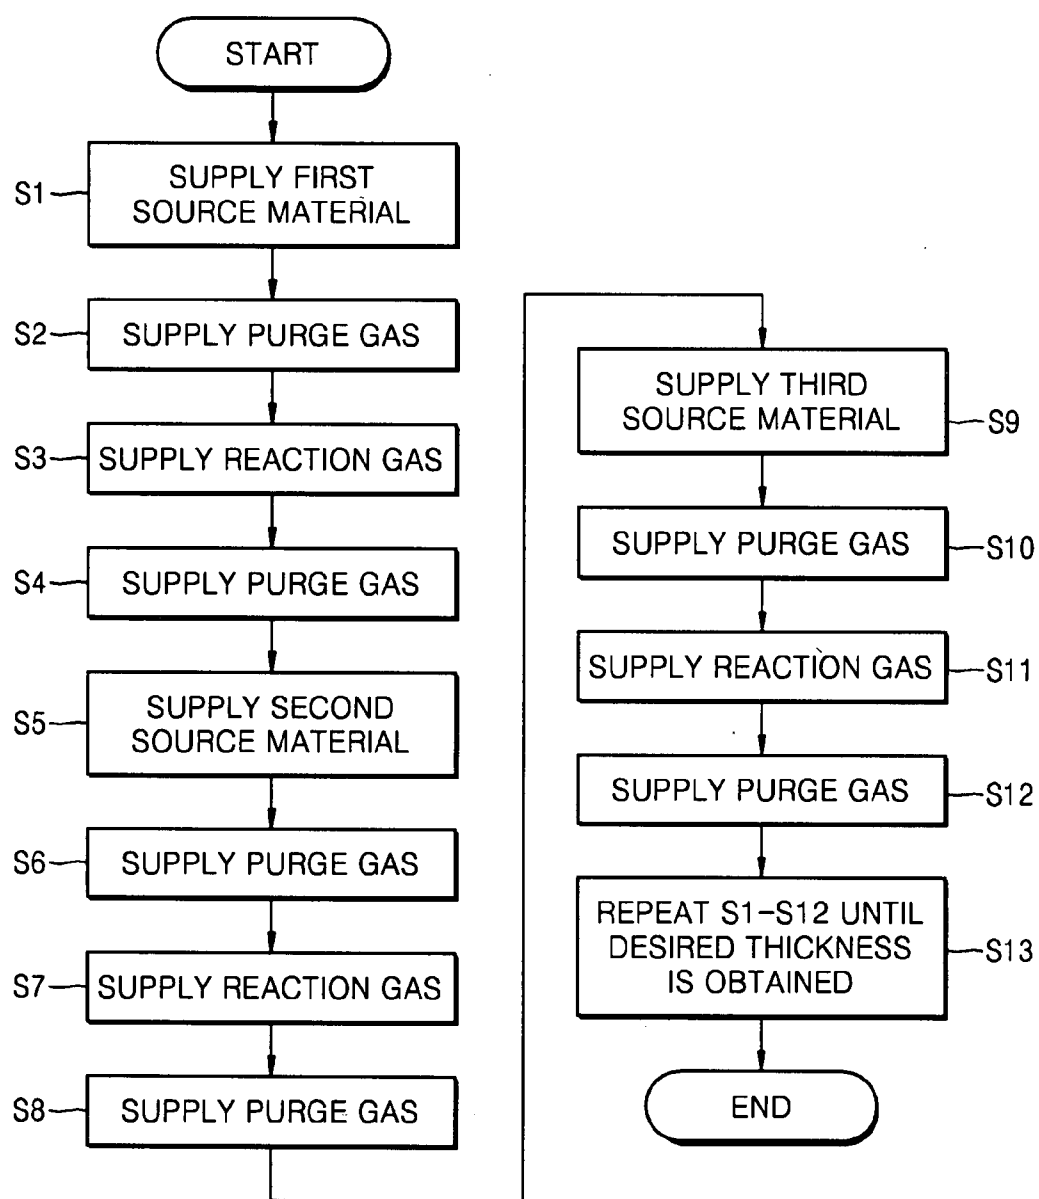 START
S1
SUPPLY FIRST
SOURCE MATERIAL
S2
SUPPLY PURGE GAS
S3
SUPPLY REACTION GAS
S4
SUPPLY PURGE GAS
S5
SUPPLY SECOND
SOURCE MATERIAL
S6
SUPPLY PURGE GAS
S7
SUPPLY REACTION GAS
S8
SUPPLY PURGE GAS
SUPPLY THIRD
SOURCE MATERIAL
S9
SUPPLY PURGE GAS
S10
SUPPLY REACTION GAS
S11
SUPPLY PURGE GAS
S12
REPEAT S1-S12 UNTIL
DESIRED THICKNESS
IS OBTAINED
S13
END